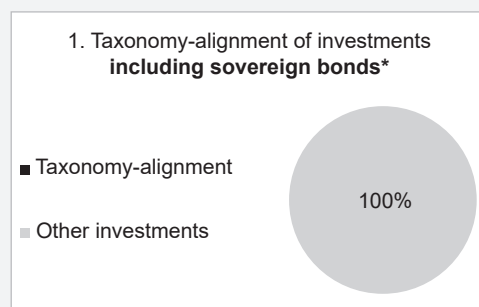 1. Taxonomy-alignment of investments
including sovereign bonds*
Taxonomy-alignment
Other investments
100%